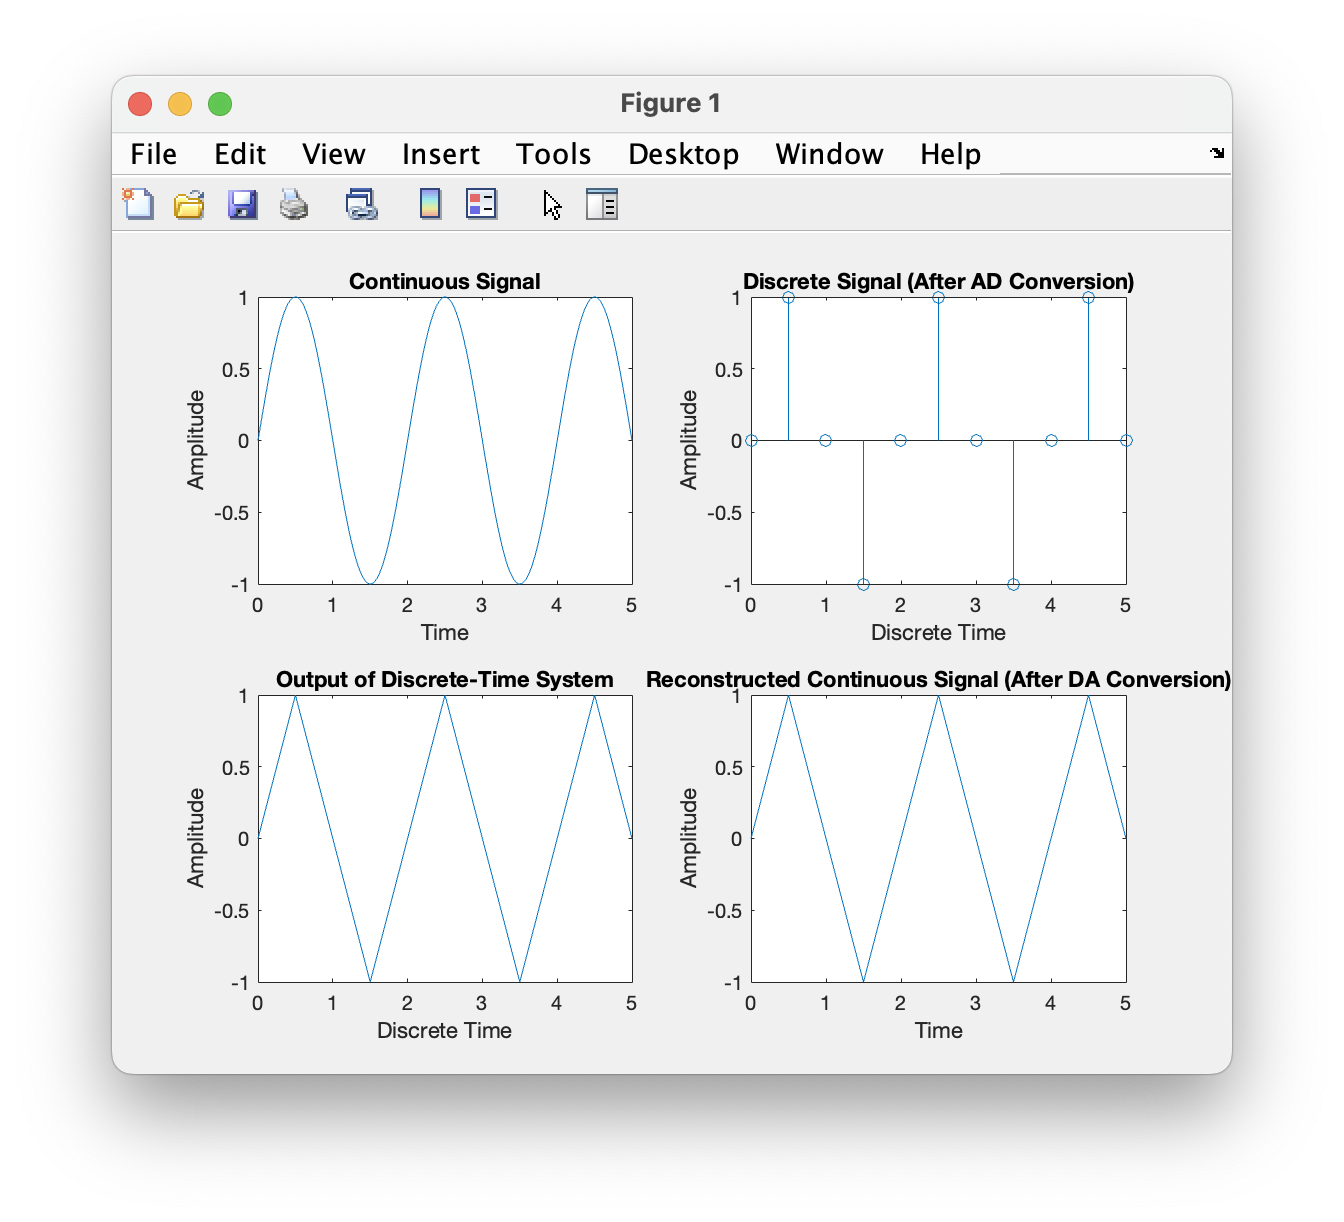 Figure 1
File Edit View Insert Tools Desktop Window Help
Continuous Signal
1
0.5
0
-0.5
-1
Amplitude
0 1 2 3 4 5
Time
Discrete Signal (After AD Conversion)
1
0.5
0
-0.5
-1
Amplitude
0 1 2 3 4 5
Discrete Time
Output of Discrete-Time System
1
0.5
0
-0.5
-1
Amplitude
0 1 2 3 4 5
Discrete Time
Reconstructed Continuous Signal (After DA Conversion)
1
0.5
0
-0.5
-1
Amplitude
0 1 2 3 4 5
Time